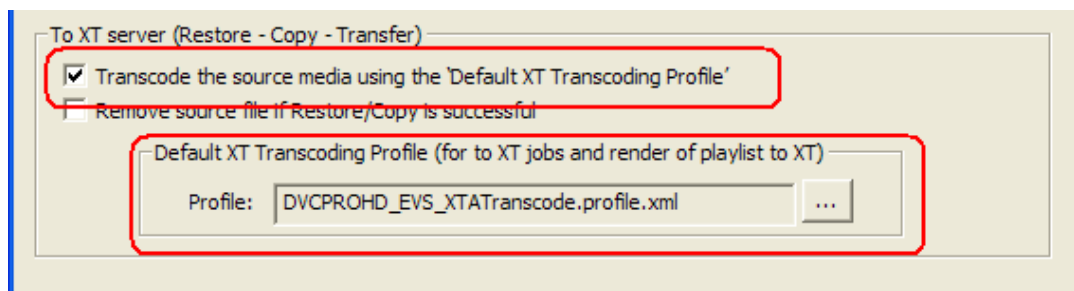 To XT server (Restore - Copy - Transfer)
Transcode the source media using the 'Default XT Transcoding Profile'
Remove source file if Restore/Copy is successful
Default XT Transcoding Profile (for to XT jobs and render of playlist to XT)
Profile: DVCPROHD_EVS_XTATranscode.profile.xml ...